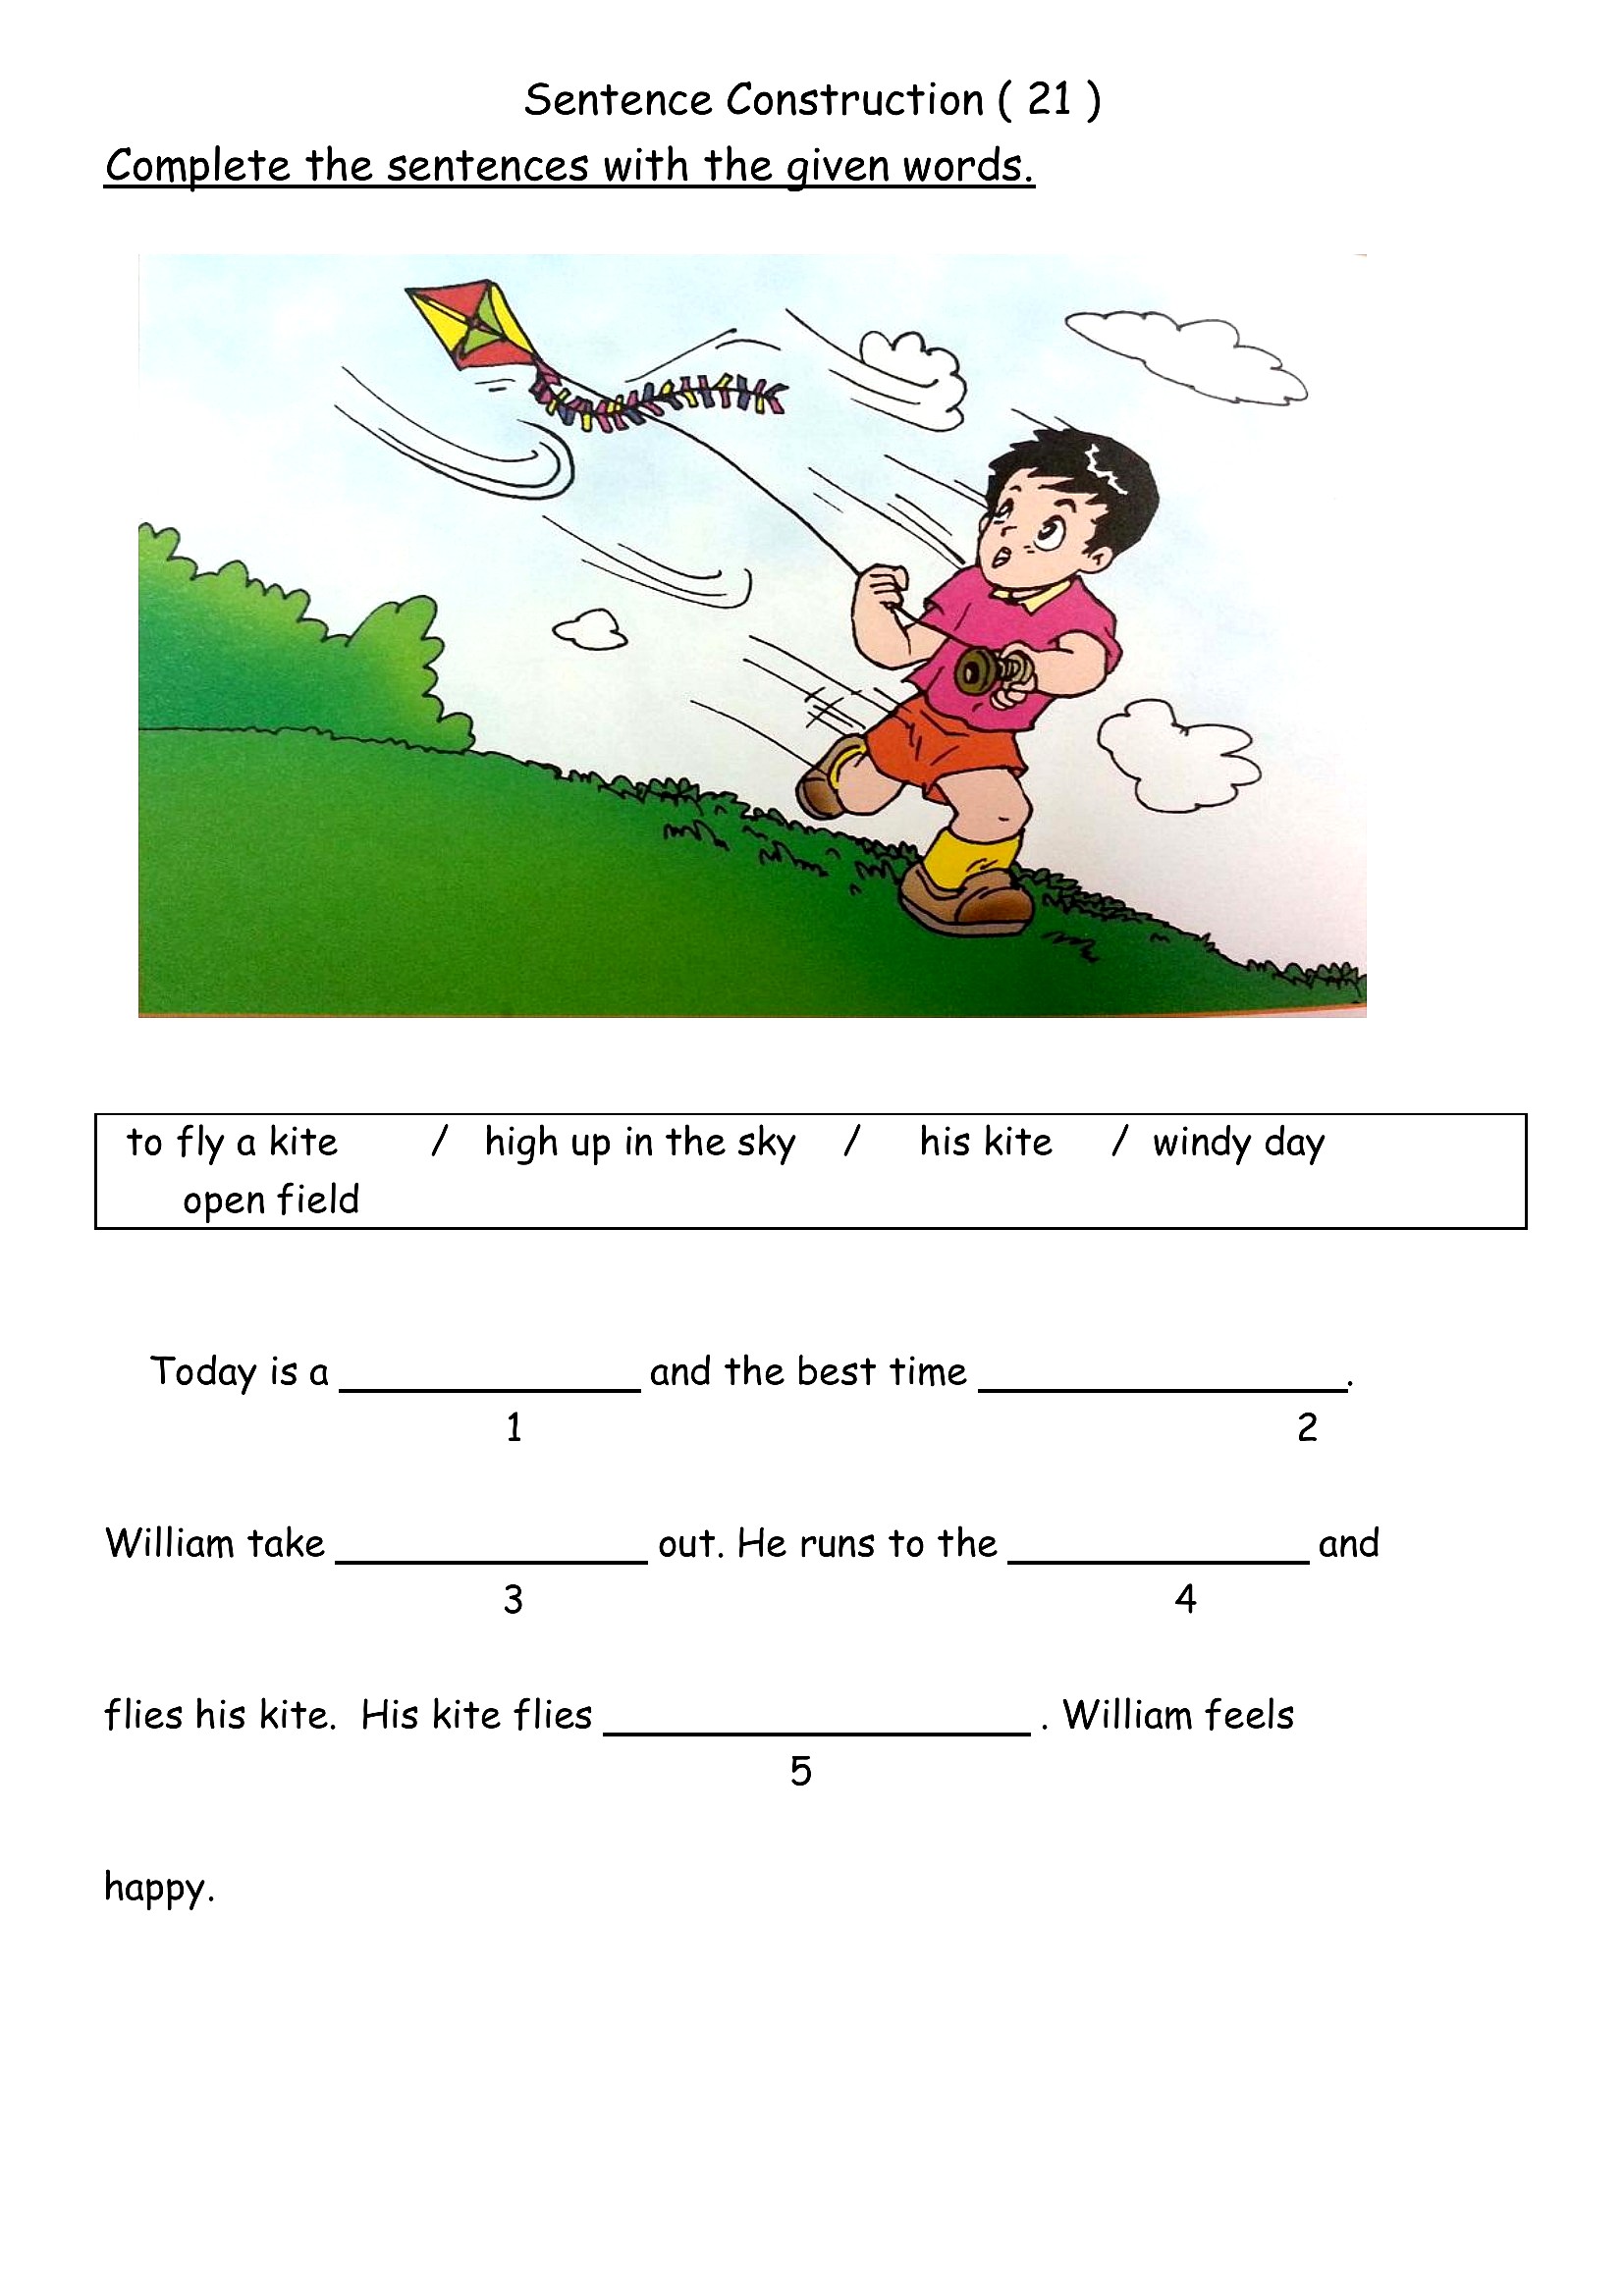 Sentence Construction ( 21 )
Complete the sentences with the given words.
to fly a kite / high up in the sky / his kite / windy day
open field
Today is a ______________ and the best time _________________.
1 2
William take ______________ out. He runs to the ______________ and
3 4
flies his kite. His kite flies ____________________ . William feels
5
happy.